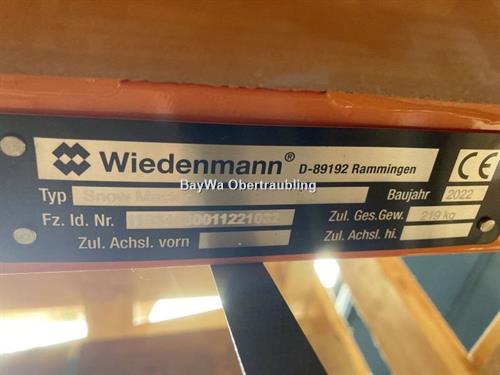 Wiedenmann® D-89192 Rammingen CE
Typ Snow Baujahr 2022
BayWa Obertraubling
Fz. Id. Nr. Zul. Ges.Gew. 219 kg
Zul. Achsl. vorn Zul. Achsl. hi.